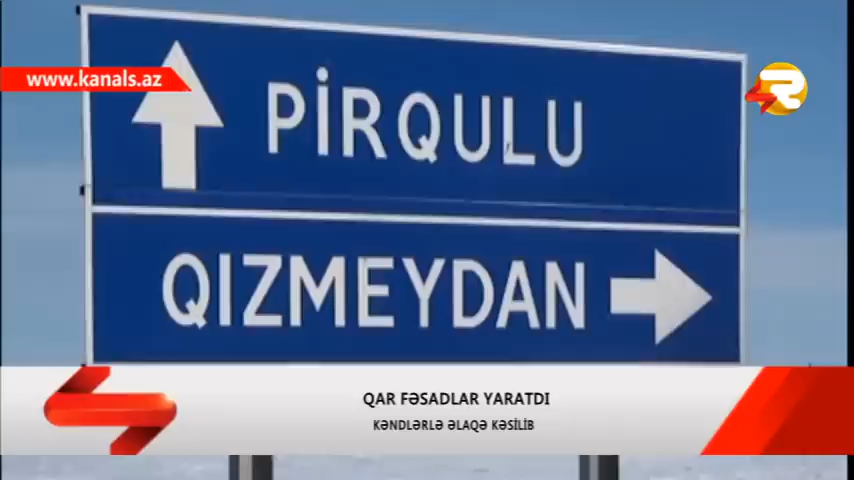 www.kanals.az
PİRQULU
QIZMEYDAN
QAR FƏSADLAR YARATDI
KƏNDLƏRLƏ ƏLAQƏ KƏSİLİB